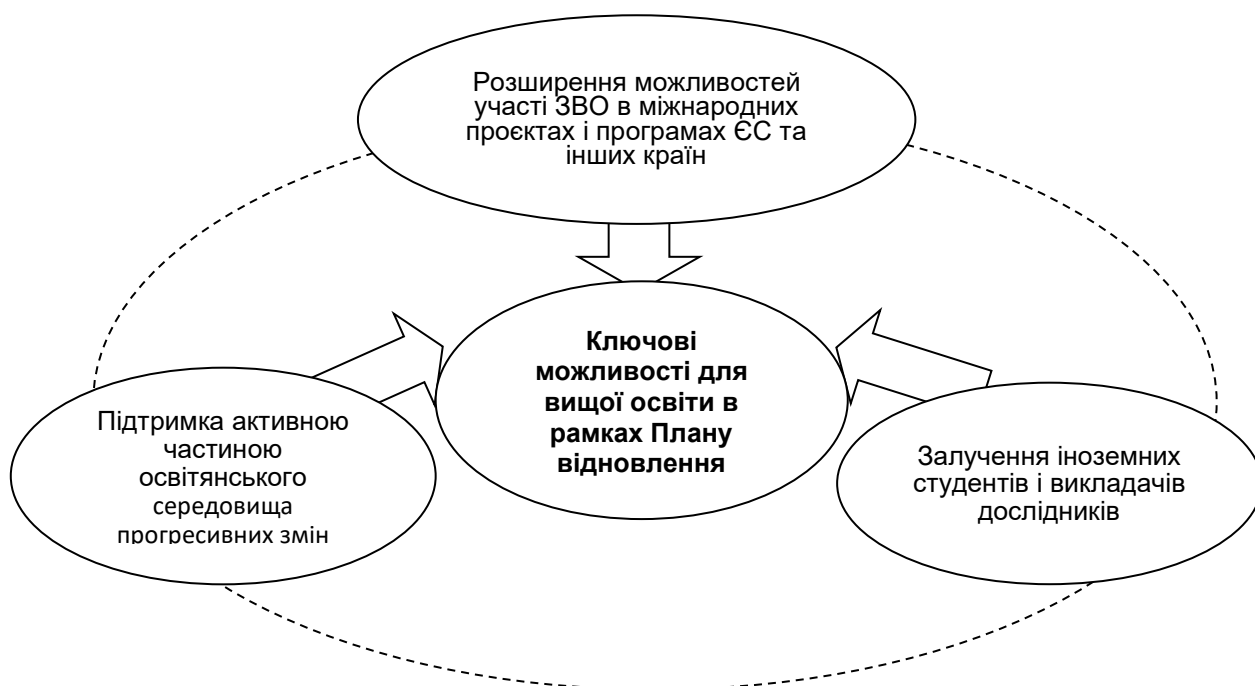 Розширення можливостей
участі ЗВО в міжнародних
проєктах і програмах ЄС та
інших країн
Ключові
можливості для
вищої освіти в
рамках Плану
відновлення
Підтримка активною
частиною
освітянського
середовища
прогресивних змін
Залучення іноземних
студентів і викладачів
дослідників